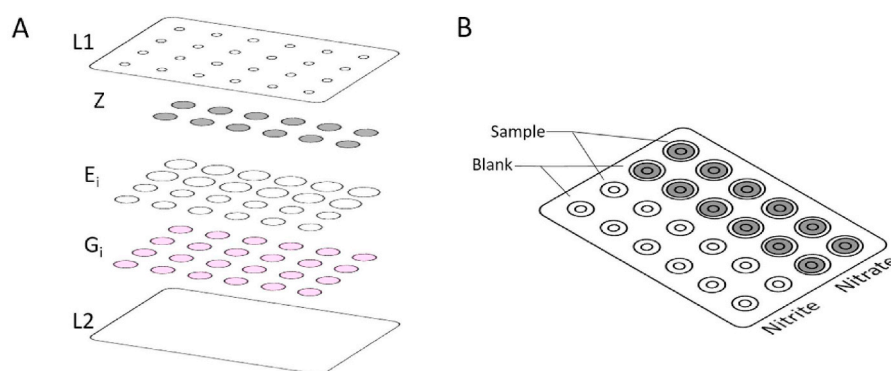 A
L1
Z
Ei
Gi
L2
B
Sample
Blank
Nitrite
Nitrate